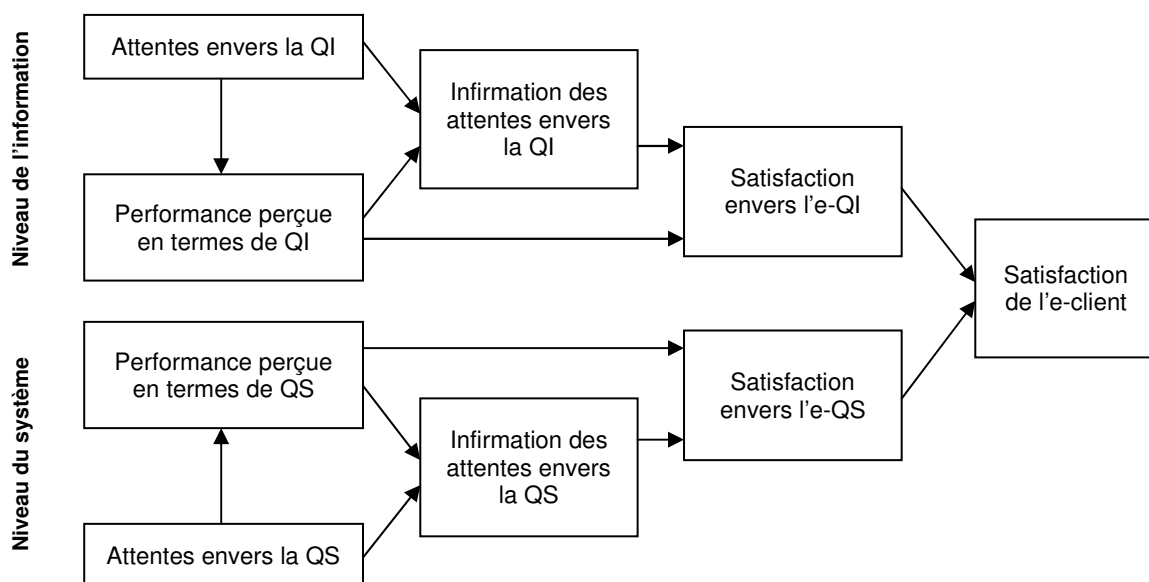 Niveau de l’information
Attentes envers la QI
Performance perçue
en termes de QI
Infirmation des
attentes envers
la QI
Satisfaction
envers l’e-QI
Satisfaction
de l’e-client
Niveau du système
Performance perçue
en termes de QS
Attentes envers la QS
Infirmation des
attentes envers
la QS
Satisfaction
envers l’e-QS